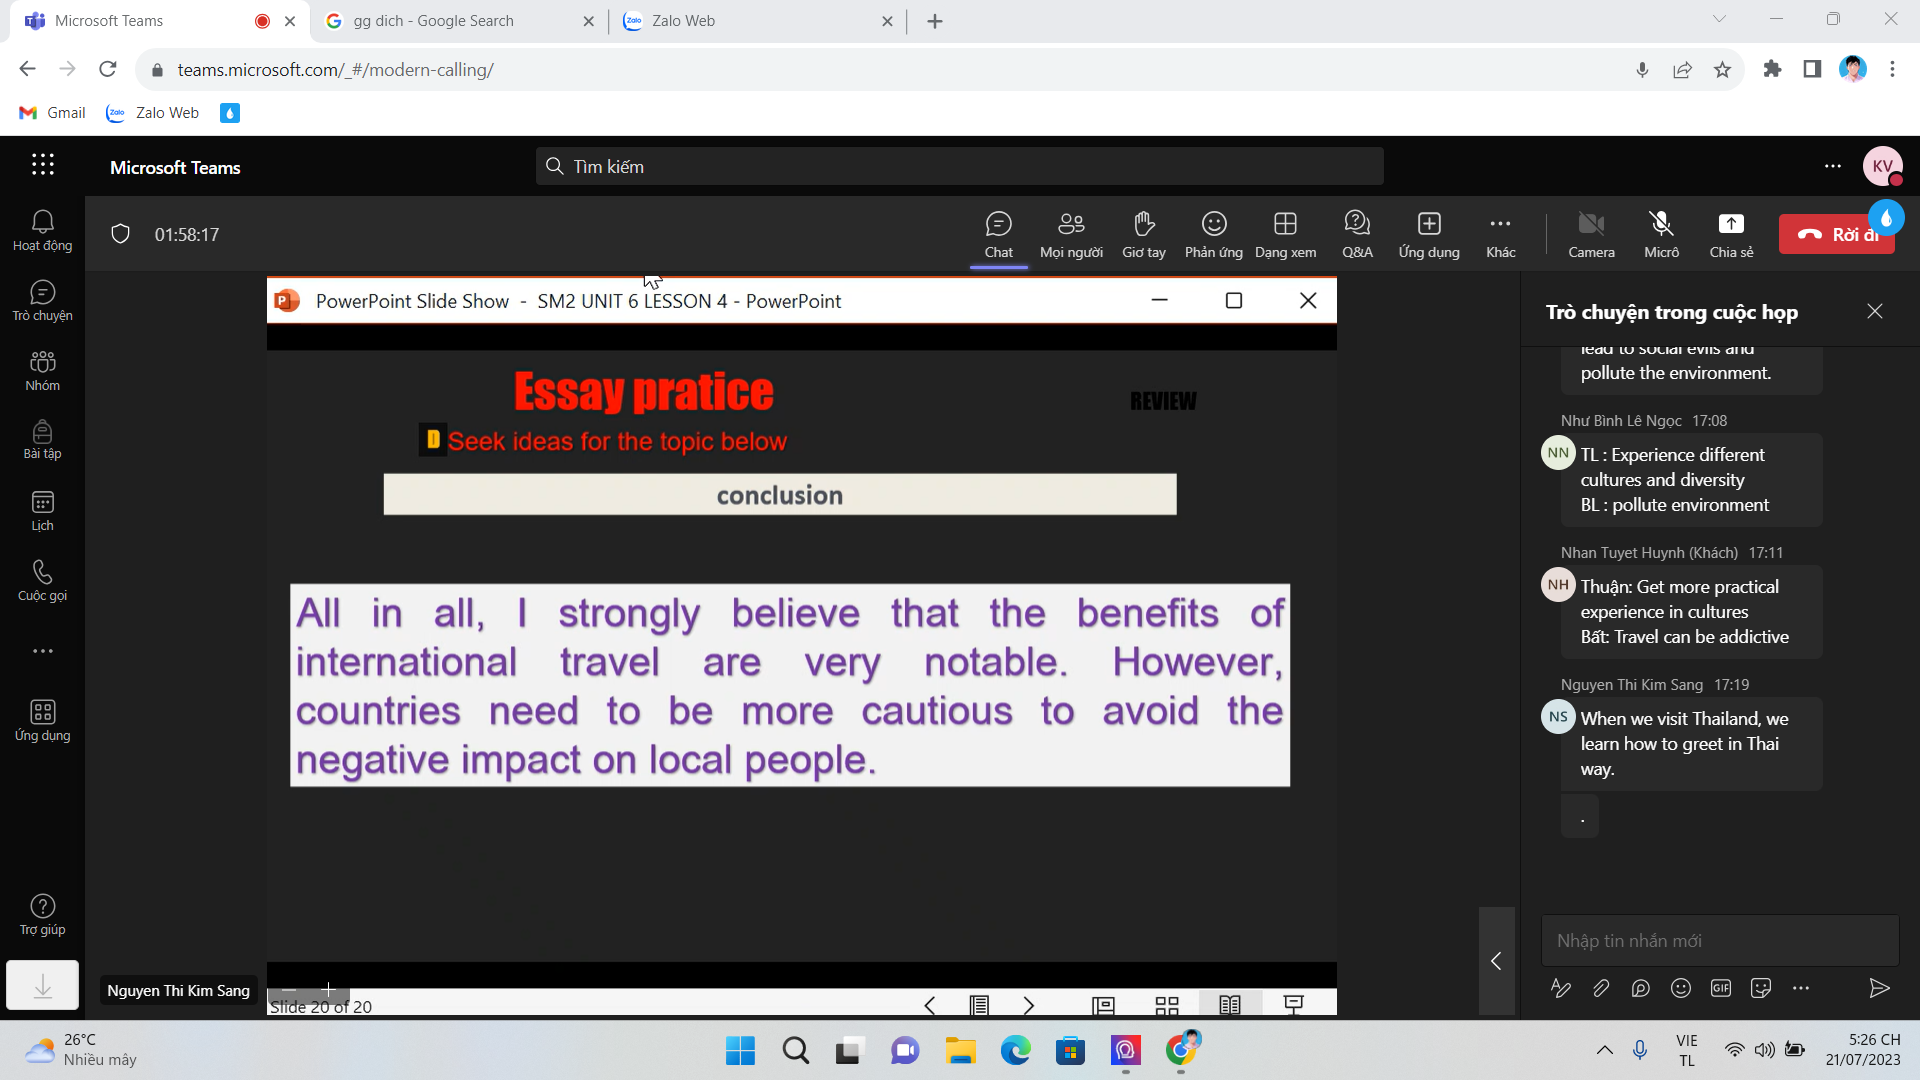 Microsoft Teams
gg dich - Google Search
Zalo Web
teams.microsoft.com/_#/modern-calling/
Gmail
Zalo Web
Microsoft Teams
Tìm kiếm
KV
01:58:17
Chat
Mọi người
Giơ tay
Phản ứng
Dạng xem
Q&A
Ứng dụng
Khác
Camera
Micrô
Chia sẻ
Rời đi
Hoạt động
Trò chuyện
Nhóm
Bài tập
Lịch
Cuộc gọi
Ứng dụng
Trợ giúp
PowerPoint Slide Show - SM2 UNIT 6 LESSON 4 - PowerPoint
Essay pratice
REVIEW
D Seek ideas for the topic below
conclusion
All in all, I strongly believe that the benefits of
international travel are very notable. However,
countries need to be more cautious to avoid the
negative impact on local people.
Nguyen Thi Kim Sang
Slide 20 of 20
Trò chuyện trong cuộc họp
lead to social evils and
pollute the environment.
Như Bình Lê Ngọc 17:08
NN
TL : Experience different
cultures and diversity
BL : pollute environment
Nhan Tuyet Huynh (Khách) 17:11
NH
Thuận: Get more practical
experience in cultures
Bất: Travel can be addictive
Nguyen Thi Kim Sang 17:19
NS
When we visit Thailand, we
learn how to greet in Thai
way.
.
Nhập tin nhắn mới
GIF
26°C
Nhiều mây
VIE
TL
5:26 CH
21/07/2023